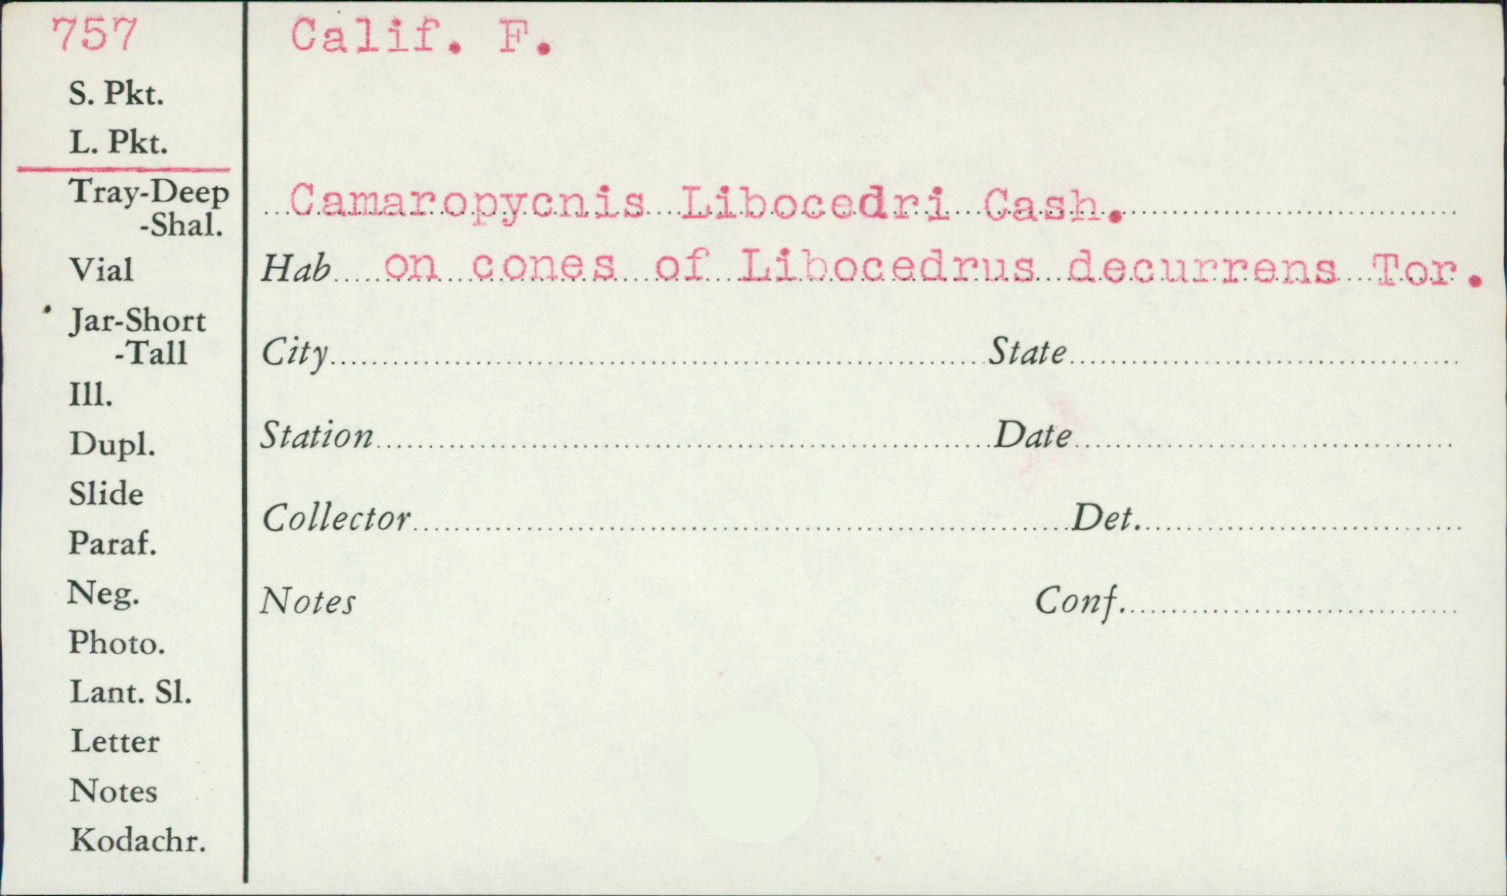 757
Calif. F.
S. Pkt.
L. Pkt.
Tray-Deep
-Shal.
Camaropycnis Libocedri Cash.
Vial
Hab on cones of Libocedrus decurrens Tor.
Jar-Short
-Tall
City State
Ill.
Dupl.
Station Date
Slide
Collector Det.
Paraf.
Neg.
Notes Conf.
Photo.
Lant. Sl.
Letter
Notes
Kodachr.